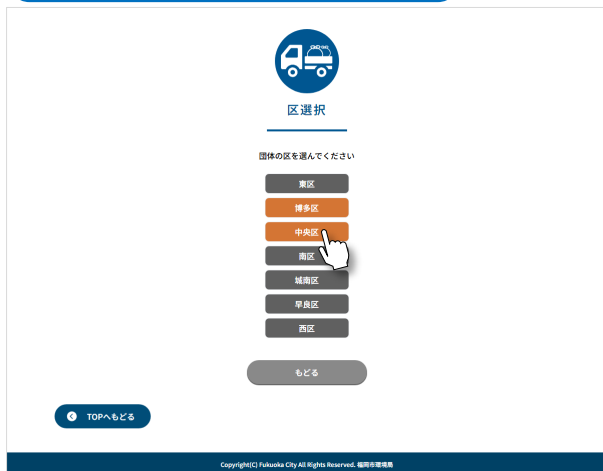 区選択
団体の区を選んでください
東区
博多区
中央区
南区
城南区
早良区
西区
もどる
TOPへもどる
Copyright(C) Fukuoka City All Rights Reserved. 福岡市環境局